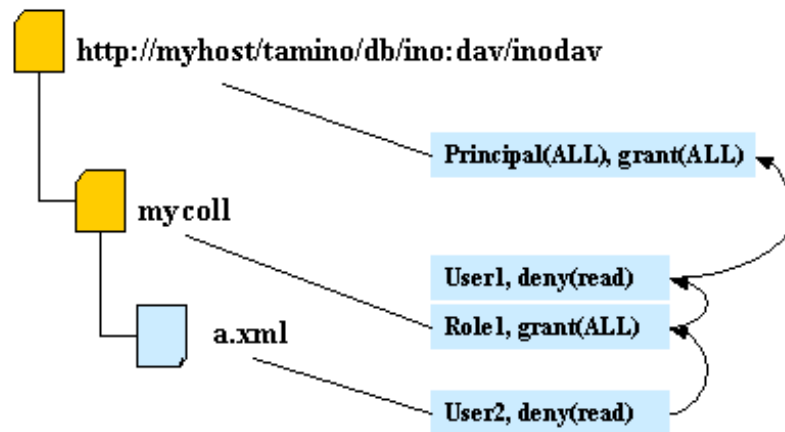 http://myhost/tamino/db/ino:dav/inodav
Principal(ALL), grant(ALL)
mycoll
User1, deny(read)
Role1, grant(ALL)
a.xml
User2, deny(read)